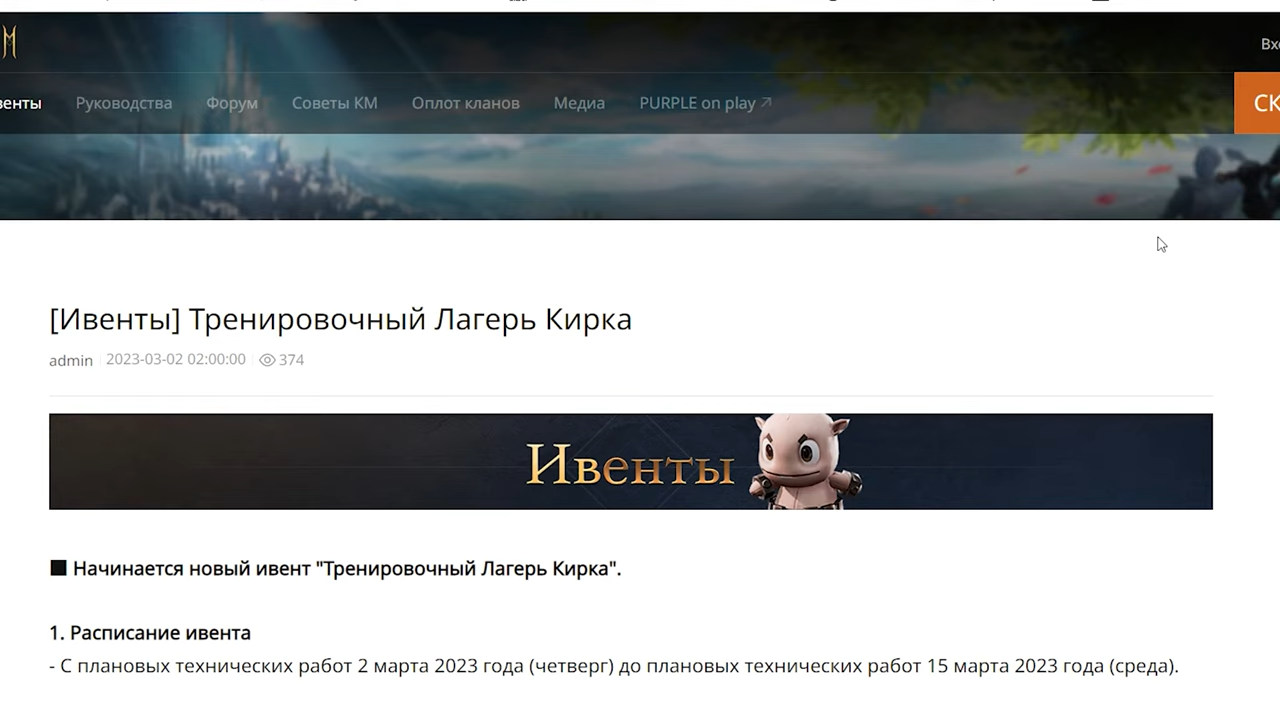 Руководства Форум Советы КМ Оплот кланов Медиа PURPLE on play
[Ивенты] Тренировочный Лагерь Кирка
admin 2023-03-02 02:00:00 374
Ивенты
Начинается новый ивент "Тренировочный Лагерь Кирка".
1. Расписание ивента
- С плановых технических работ 2 марта 2023 года (четверг) до плановых технических работ 15 марта 2023 года (среда).